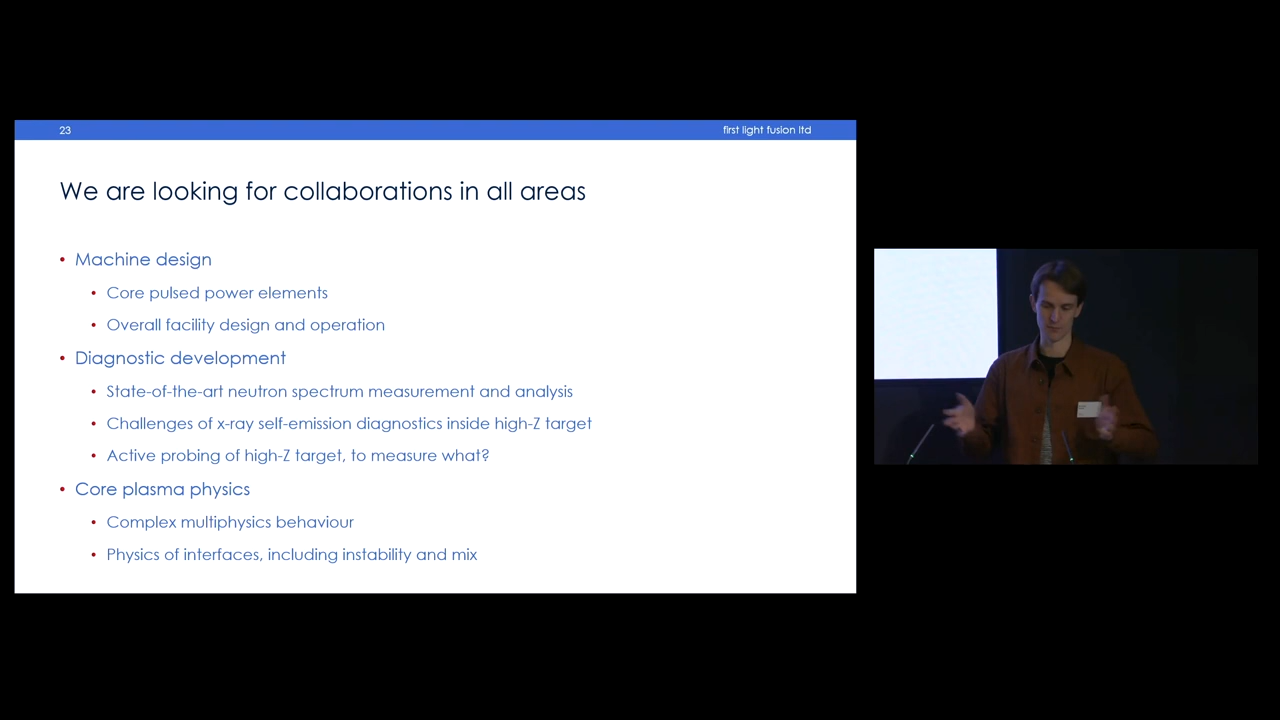 23
first light fusion ltd
We are looking for collaborations in all areas
• Machine design
• Core pulsed power elements
• Overall facility design and operation
• Diagnostic development
• State-of-the-art neutron spectrum measurement and analysis
• Challenges of x-ray self-emission diagnostics inside high-Z target
• Active probing of high-Z target, to measure what?
• Core plasma physics
• Complex multiphysics behaviour
• Physics of interfaces, including instability and mix